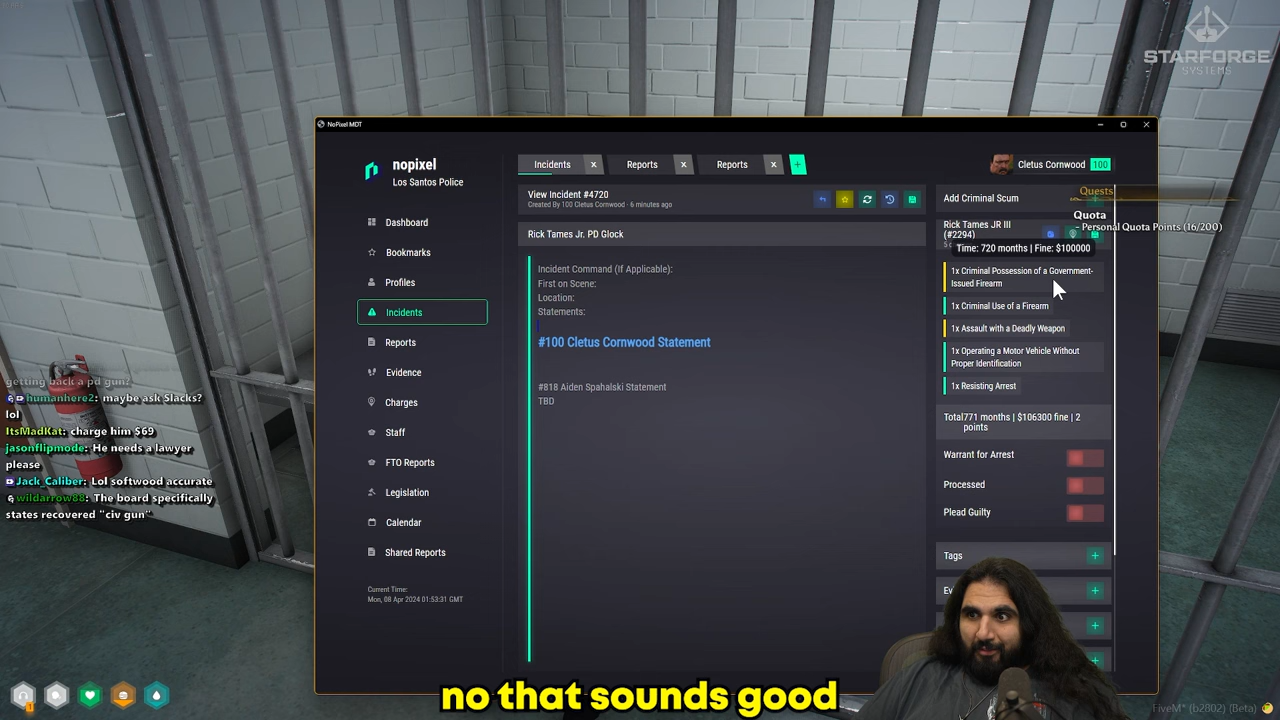 STARFORGE
SYSTEMS
NoPixel MDT
nopixel
Los Santos Police
Dashboard
Bookmarks
Profiles
Incidents
Reports
Evidence
Charges
Staff
FTO Reports
Legislation
Calendar
Shared Reports
Current Time:
Mon, 08 Apr 2024 01:53:31 GMT
Incidents x
Reports x
Reports x
+
Cletus Cornwood 100
View Incident #4720
Created By 100 Cletus Cornwood - 6 minutes ago
Rick Tames Jr. PD Glock
Incident Command (If Applicable):
First on Scene:
Location:
Statements:
#100 Cletus Cornwood Statement
#818 Aiden Spahalski Statement
TBD
Add Criminal Scum
Quests
Quota
- Personal Quota Points (16/200)
Rick Tames JR III
(#2294)
Time: 720 months | Fine: $100000
1x Criminal Possession of a Government-
Issued Firearm
1x Criminal Use of a Firearm
1x Assault with a Deadly Weapon
1x Operating a Motor Vehicle Without
Proper Identification
1x Resisting Arrest
Total771 months | $106300 fine | 2
points
Warrant for Arrest
Processed
Plead Guilty
Tags +
+
+
getting back a pd gun?
humanhere2: maybe ask Slacks?
lol
ItsMadKat: charge him $69
jasonflipmode: He needs a lawyer
please
Jack_Caliber: Lol softwood accurate
wildarrow88: The board specifically
states recovered "civ gun"
no that sounds good
FiveM* (b2802) (Beta)